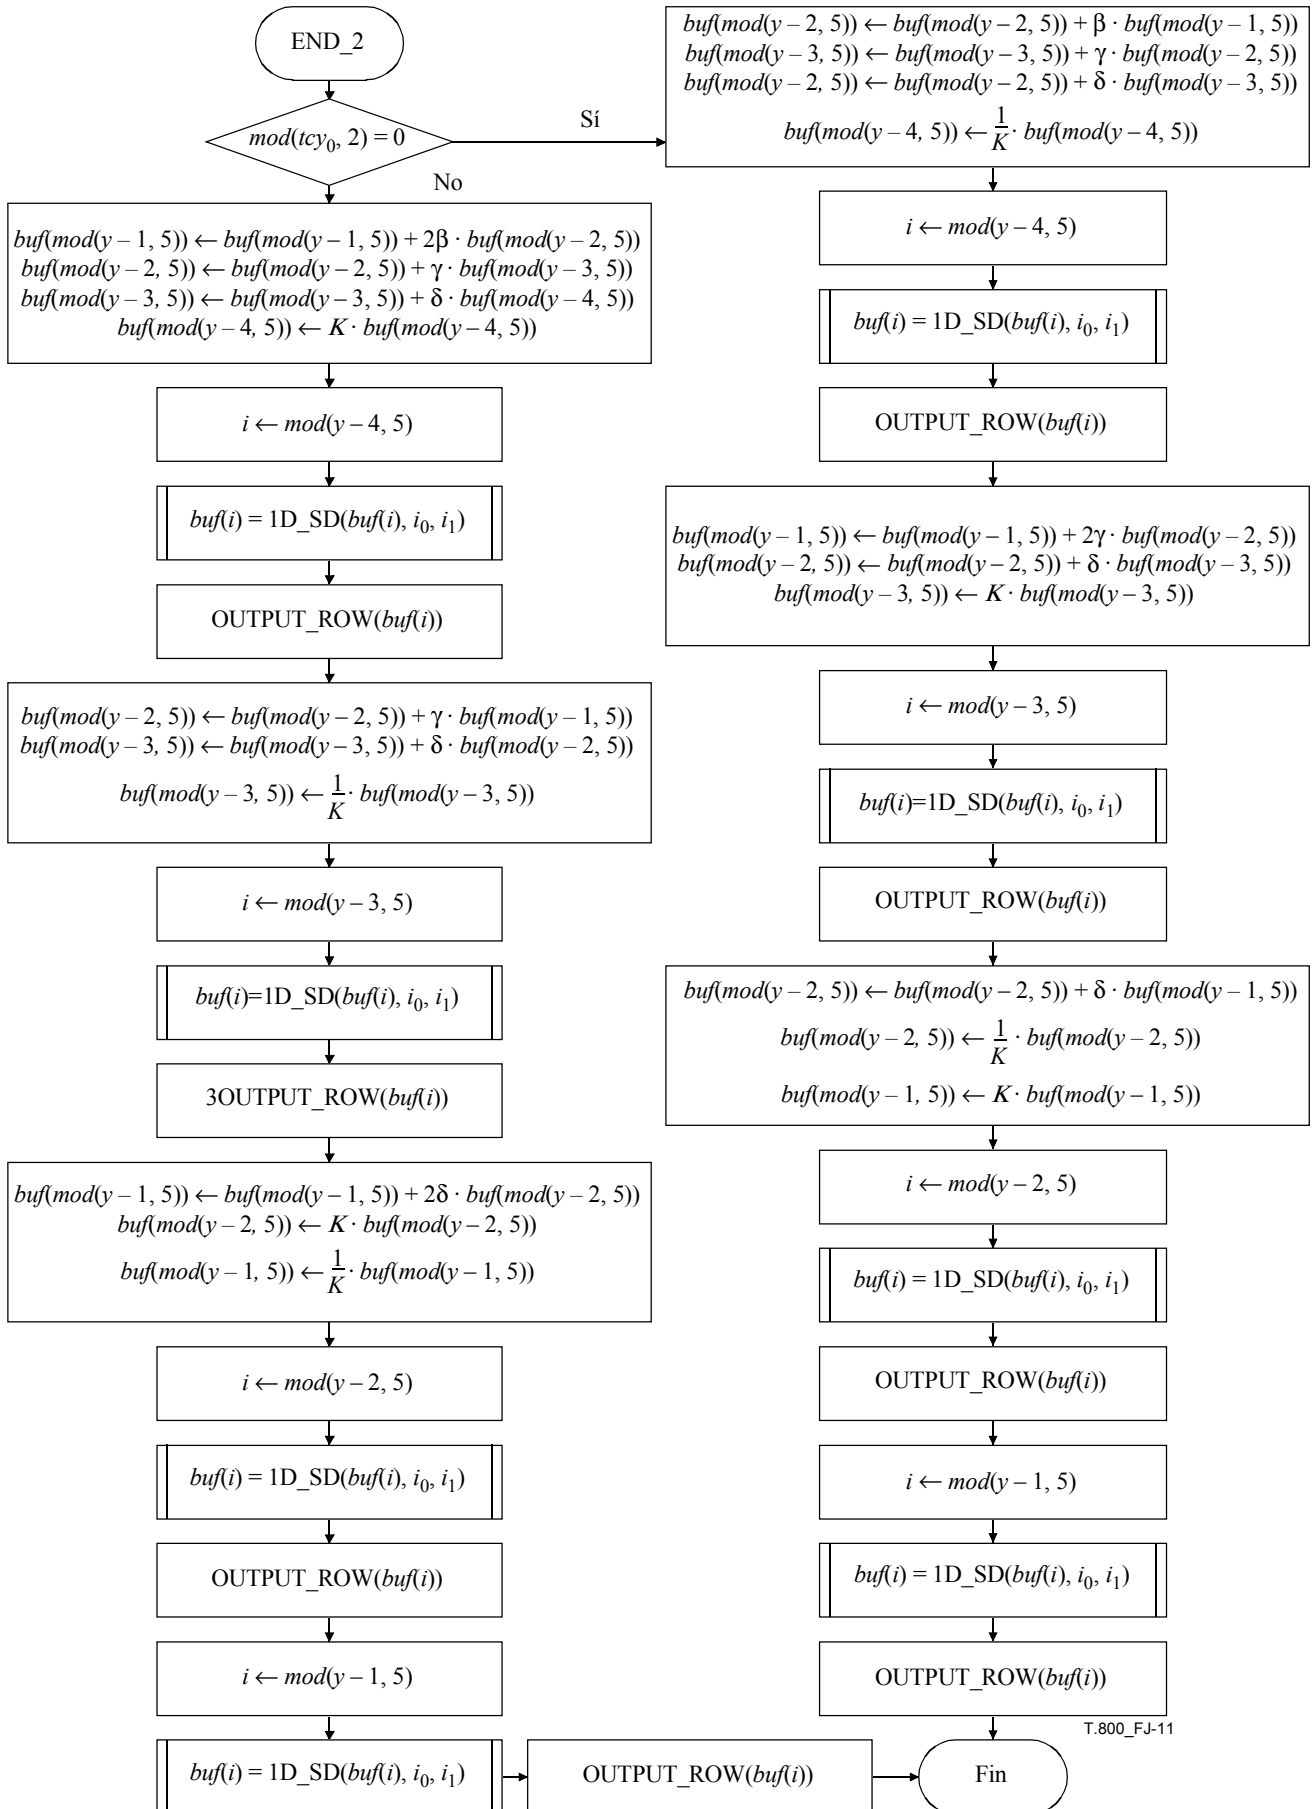 END_2
mod(tcy₀, 2) = 0
Sí
No
buf(mod(y – 1, 5)) ← buf(mod(y – 1, 5)) + 2β · buf(mod(y – 2, 5))
buf(mod(y – 2, 5)) ← buf(mod(y – 2, 5)) + γ · buf(mod(y – 3, 5))
buf(mod(y – 3, 5)) ← buf(mod(y – 3, 5)) + δ · buf(mod(y – 4, 5))
buf(mod(y – 4, 5)) ← K · buf(mod(y – 4, 5))
i ← mod(y – 4, 5)
buf(i) = 1D_SD(buf(i), i₀, i₁)
OUTPUT_ROW(buf(i))
buf(mod(y – 2, 5)) ← buf(mod(y – 2, 5)) + γ · buf(mod(y – 1, 5))
buf(mod(y – 3, 5)) ← buf(mod(y – 3, 5)) + δ · buf(mod(y – 2, 5))
buf(mod(y – 3, 5)) ← 1/K · buf(mod(y – 3, 5))
i ← mod(y – 3, 5)
buf(i)=1D_SD(buf(i), i₀, i₁)
3OUTPUT_ROW(buf(i))
buf(mod(y – 1, 5)) ← buf(mod(y – 1, 5)) + 2δ · buf(mod(y – 2, 5))
buf(mod(y – 2, 5)) ← K · buf(mod(y – 2, 5))
buf(mod(y – 1, 5)) ← 1/K · buf(mod(y – 1, 5))
i ← mod(y – 2, 5)
buf(i) = 1D_SD(buf(i), i₀, i₁)
OUTPUT_ROW(buf(i))
i ← mod(y – 1, 5)
buf(i) = 1D_SD(buf(i), i₀, i₁)
OUTPUT_ROW(buf(i))
buf(mod(y – 2, 5)) ← buf(mod(y – 2, 5)) + β · buf(mod(y – 1, 5))
buf(mod(y – 3, 5)) ← buf(mod(y – 3, 5)) + γ · buf(mod(y – 2, 5))
buf(mod(y – 2, 5)) ← buf(mod(y – 2, 5)) + δ · buf(mod(y – 3, 5))
buf(mod(y – 4, 5)) ← 1/K · buf(mod(y – 4, 5))
i ← mod(y – 4, 5)
buf(i) = 1D_SD(buf(i), i₀, i₁)
OUTPUT_ROW(buf(i))
buf(mod(y – 1, 5)) ← buf(mod(y – 1, 5)) + 2γ · buf(mod(y – 2, 5))
buf(mod(y – 2, 5)) ← buf(mod(y – 2, 5)) + δ · buf(mod(y – 3, 5))
buf(mod(y – 3, 5)) ← K · buf(mod(y – 3, 5))
i ← mod(y – 3, 5)
buf(i)=1D_SD(buf(i), i₀, i₁)
OUTPUT_ROW(buf(i))
buf(mod(y – 2, 5)) ← buf(mod(y – 2, 5)) + δ · buf(mod(y – 1, 5))
buf(mod(y – 2, 5)) ← 1/K · buf(mod(y – 2, 5))
buf(mod(y – 1, 5)) ← K · buf(mod(y – 1, 5))
i ← mod(y – 2, 5)
buf(i) = 1D_SD(buf(i), i₀, i₁)
OUTPUT_ROW(buf(i))
i ← mod(y – 1, 5)
buf(i) = 1D_SD(buf(i), i₀, i₁)
OUTPUT_ROW(buf(i))
T.800_FJ-11
Fin